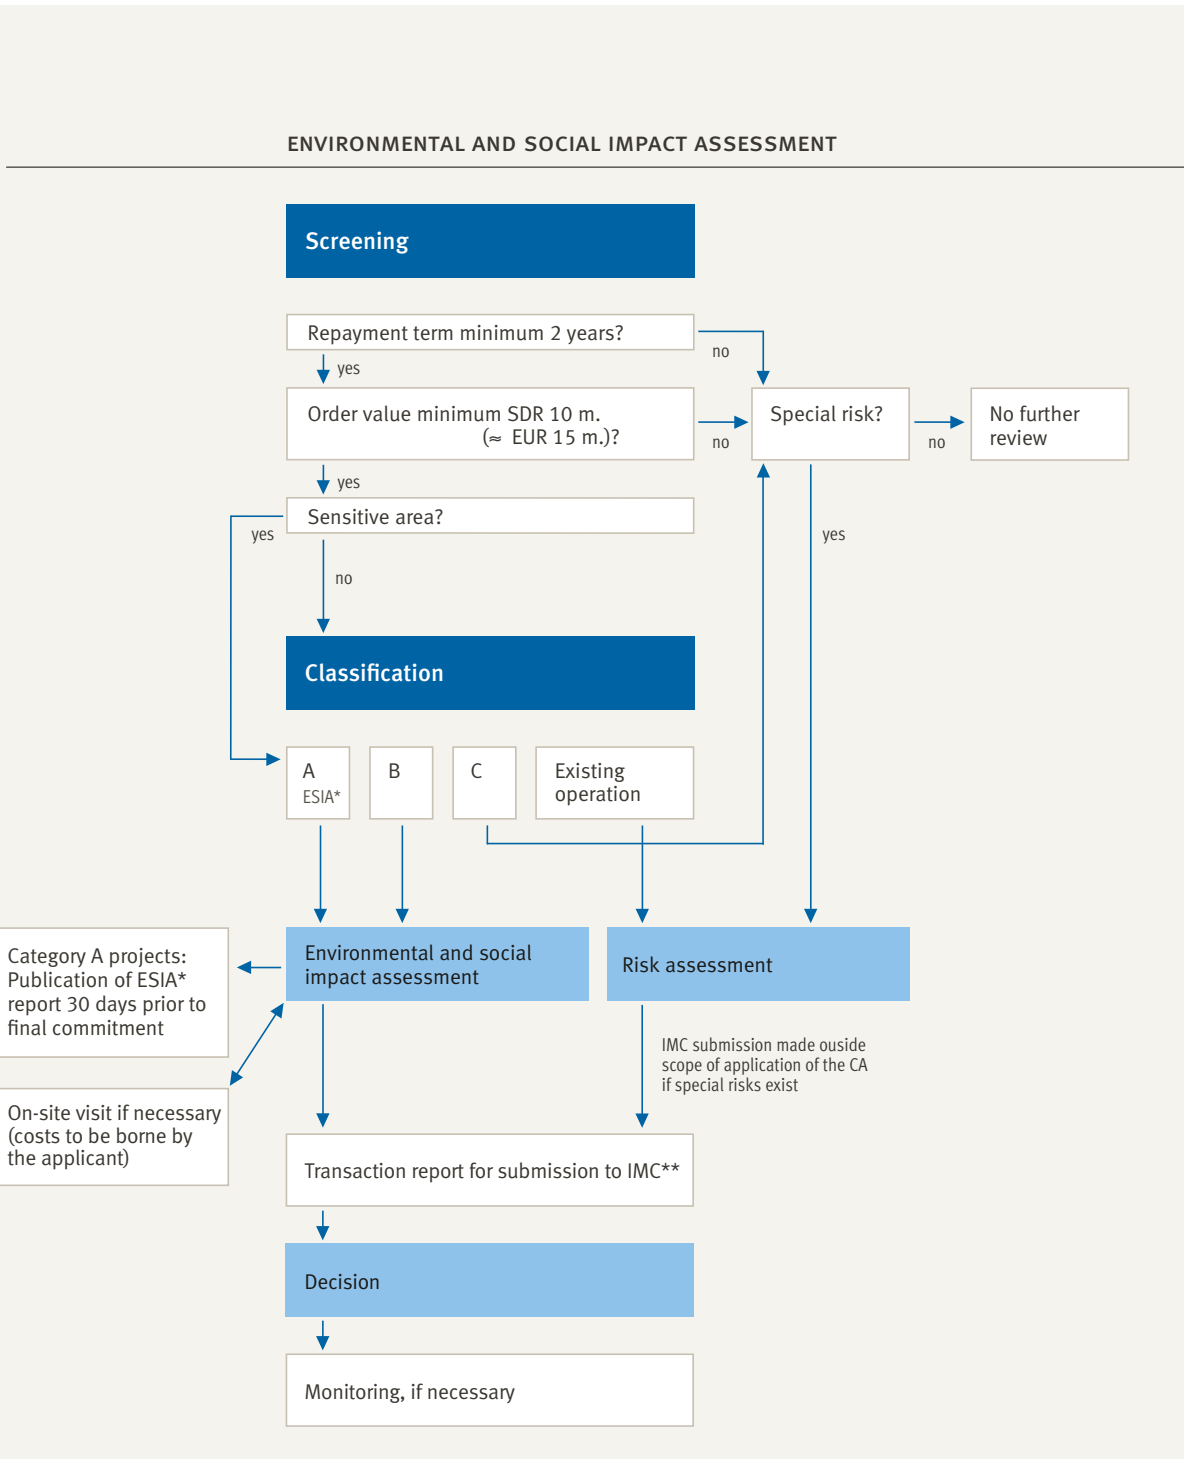 ENVIRONMENTAL AND SOCIAL IMPACT ASSESSMENT
Screening
Repayment term minimum 2 years?
no
yes
Order value minimum SDR 10 m.
(≈ EUR 15 m.)?
no
Special risk?
no
No further
review
yes
Sensitive area?
yes
no
yes
Classification
A
ESIA*
B
C
Existing
operation
Category A projects:
Publication of ESIA*
report 30 days prior to
final commitment
Environmental and social
impact assessment
Risk assessment
IMC submission made ouside
scope of application of the CA
if special risks exist
On-site visit if necessary
(costs to be borne by
the applicant)
Transaction report for submission to IMC**
Decision
Monitoring, if necessary